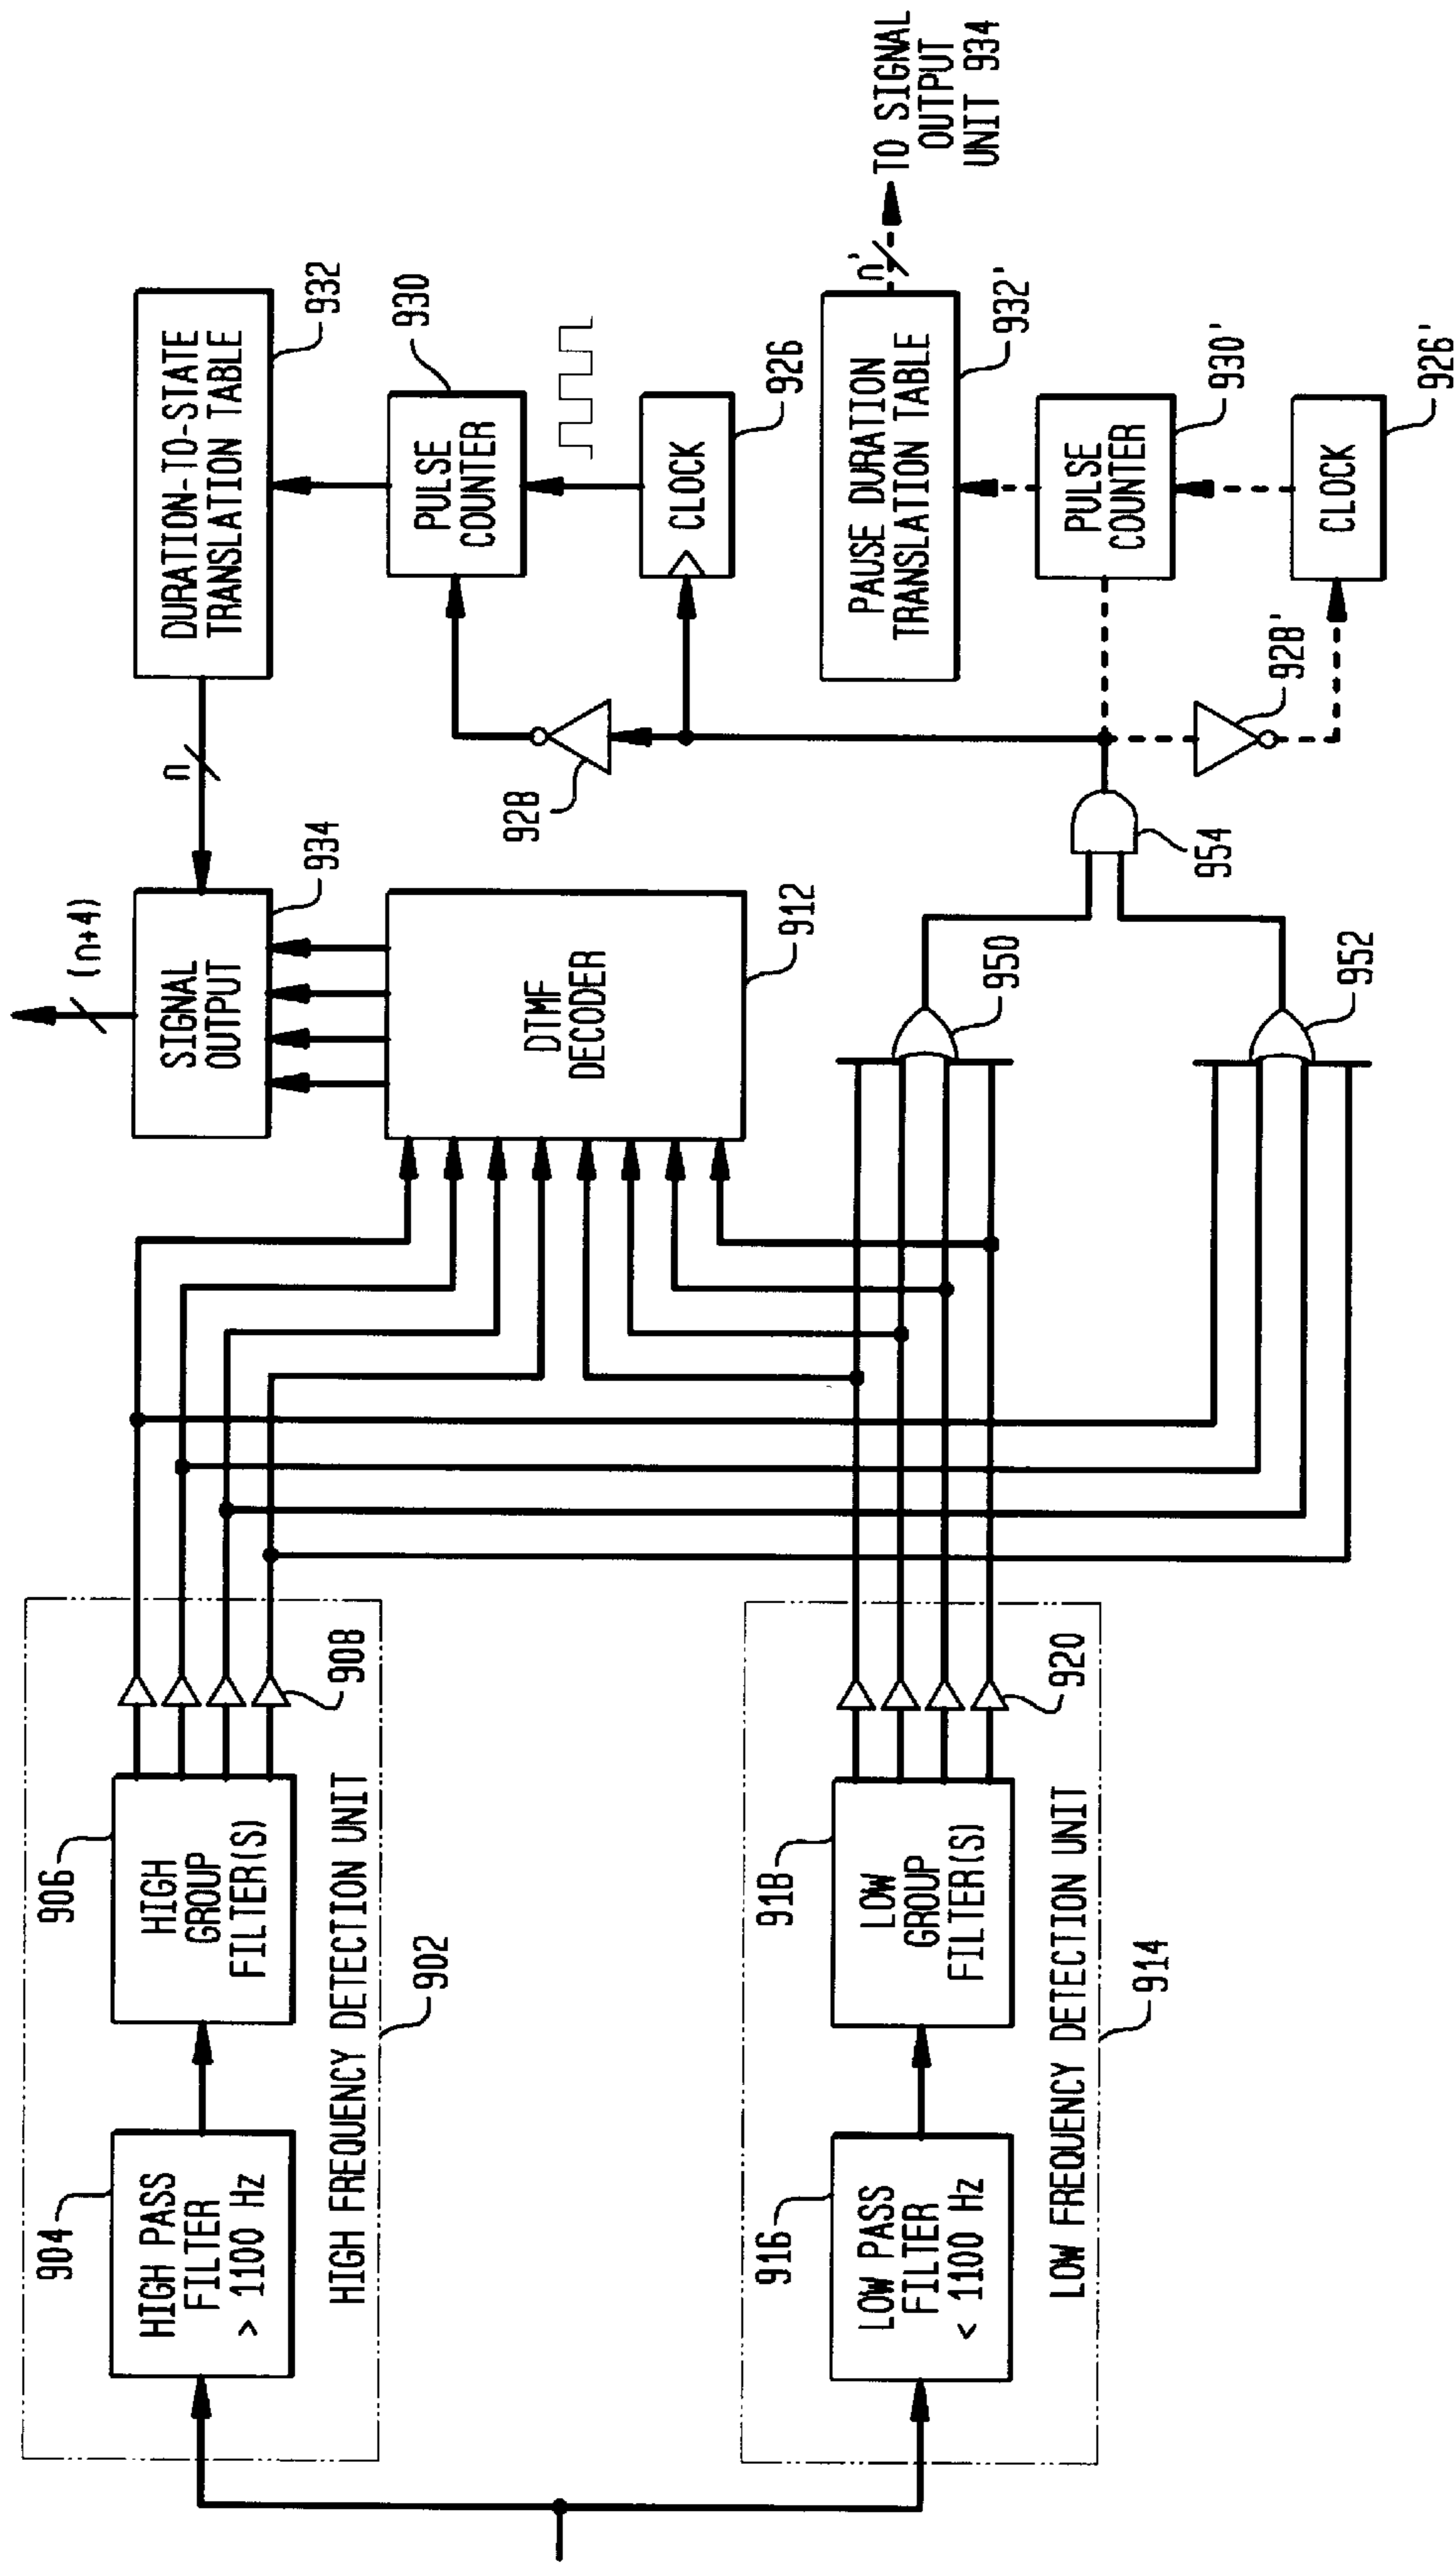 904
HIGH PASS
FILTER
> 1100 Hz
906
HIGH
GROUP
FILTER(S)
908
HIGH FREQUENCY DETECTION UNIT
902
916
LOW PASS
FILTER
< 1100 Hz
918
LOW
GROUP
FILTER(S)
920
LOW FREQUENCY DETECTION UNIT
914
(n+4)
SIGNAL
OUTPUT
934
n
DURATION-TO-STATE
TRANSLATION TABLE
932
DTMF
DECODER
912
928
PULSE
COUNTER
930
CLOCK
926
950
952
954
PAUSE DURATION
TRANSLATION TABLE
932'
n'
TO SIGNAL
OUTPUT
UNIT 934
PULSE
COUNTER
930'
928'
CLOCK
926'